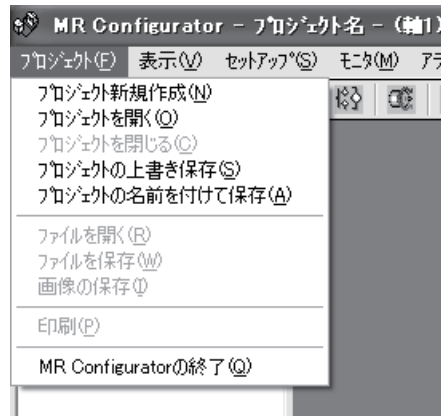 MR Configurator - ﾌﾟﾛｼﾞｪｸﾄ名 - (軸1)
ﾌﾟﾛｼﾞｪｸﾄ(F) 表示(V) ｾｯﾄｱｯﾌﾟ(S) ﾓﾆﾀ(M) ｱﾗ
ﾌﾟﾛｼﾞｪｸﾄ新規作成(N)
ﾌﾟﾛｼﾞｪｸﾄを開く(O)
ﾌﾟﾛｼﾞｪｸﾄを閉じる(C)
ﾌﾟﾛｼﾞｪｸﾄの上書き保存(S)
ﾌﾟﾛｼﾞｪｸﾄの名前を付けて保存(A)
ﾌｧｲﾙを開く(R)
ﾌｧｲﾙを保存(W)
画像の保存(I)
印刷(P)
MR Configuratorの終了(Q)